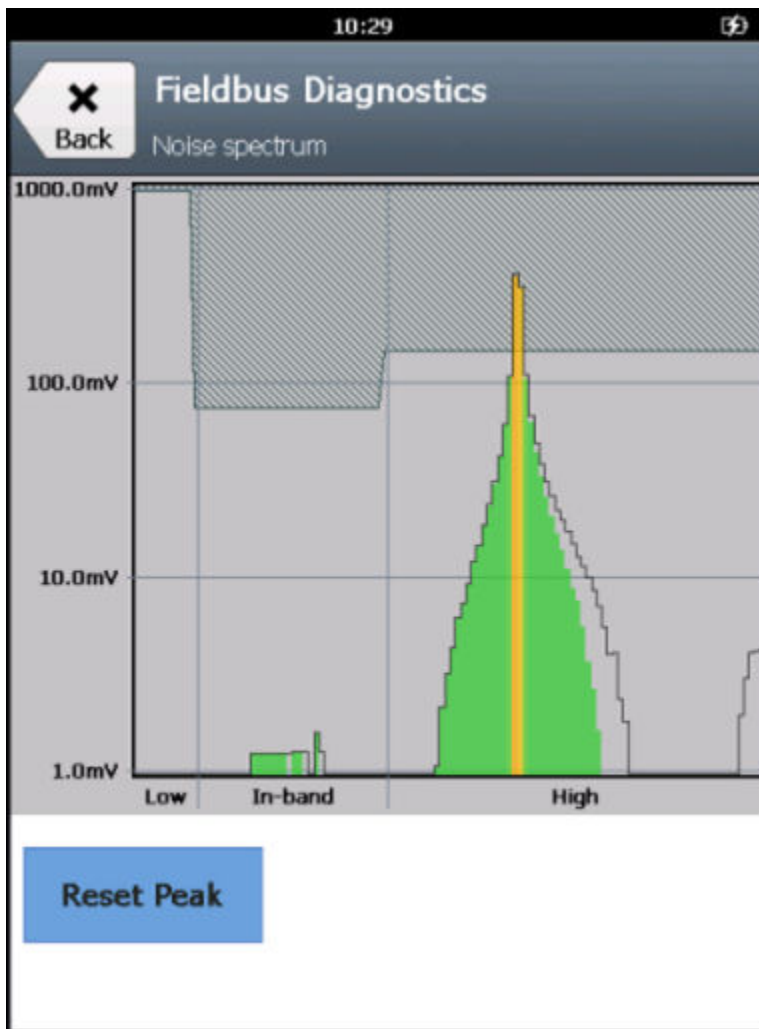 10:29
Fieldbus Diagnostics
Back
Noise spectrum
1000.0mV
100.0mV
10.0mV
1.0mV
Low In-band High
Reset Peak